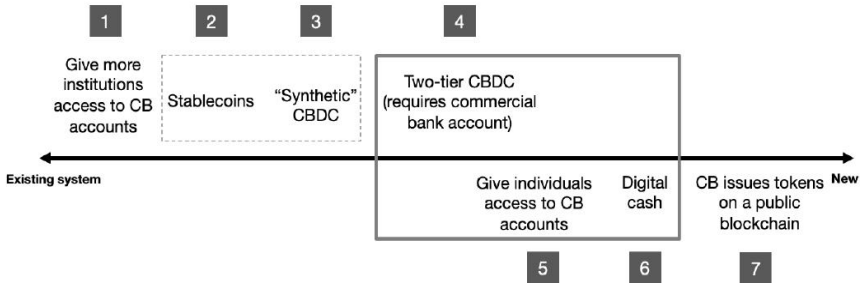 1
2
3
4
Give more
institutions
access to CB
accounts
Stablecoins
“Synthetic”
CBDC
Two-tier CBDC
(requires commercial
bank account)
Existing system
New
Give individuals
access to CB
accounts
Digital
cash
CB issues tokens
on a public
blockchain
5
6
7